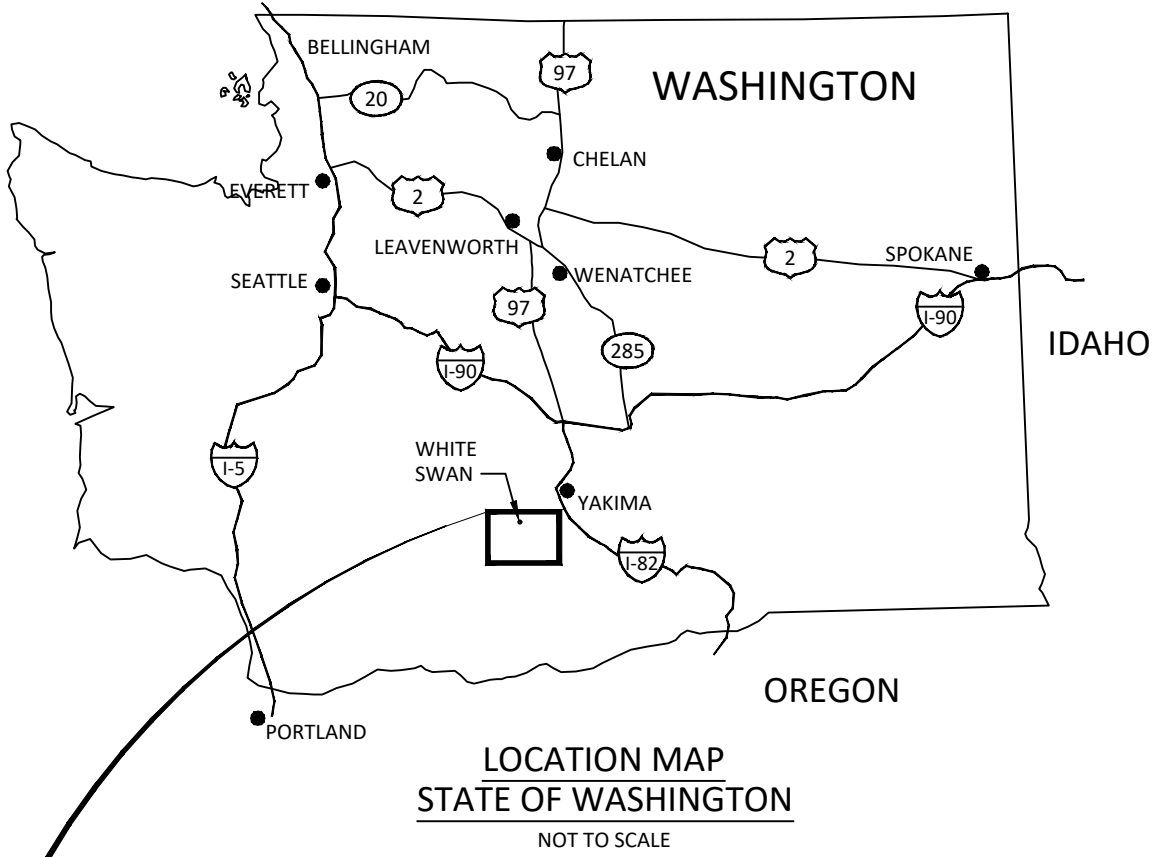 BELLINGHAM
97
WASHINGTON
20
CHELAN
EVERETT
2
LEAVENWORTH
2
SPOKANE
SEATTLE
WENATCHEE
97
I-90
285
I-90
IDAHO
WHITE
SWAN
I-5
YAKIMA
I-82
OREGON
PORTLAND
LOCATION MAP
STATE OF WASHINGTON
NOT TO SCALE